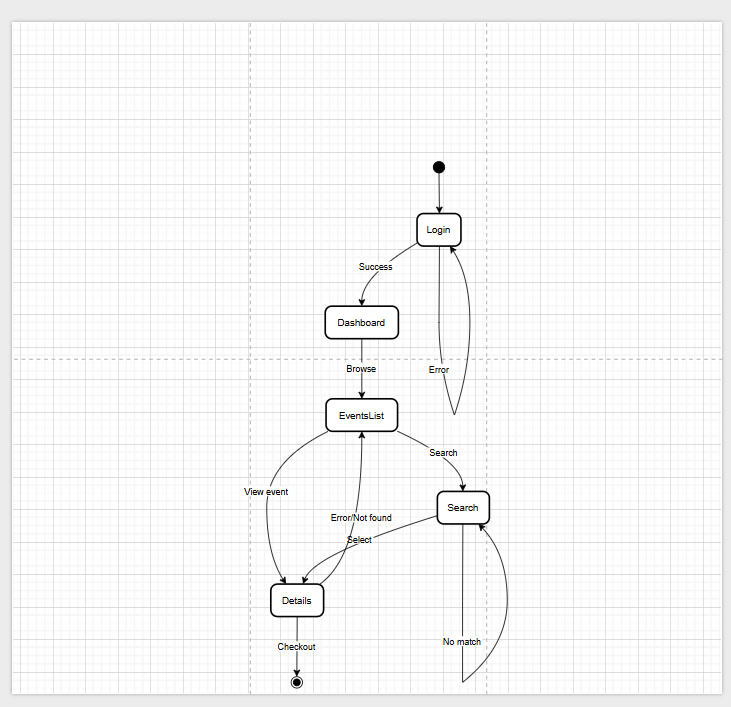 Login
Success
Dashboard
Browse
Error
EventsList
Search
View event
Search
Error/Not found
Select
Details
No match
Checkout